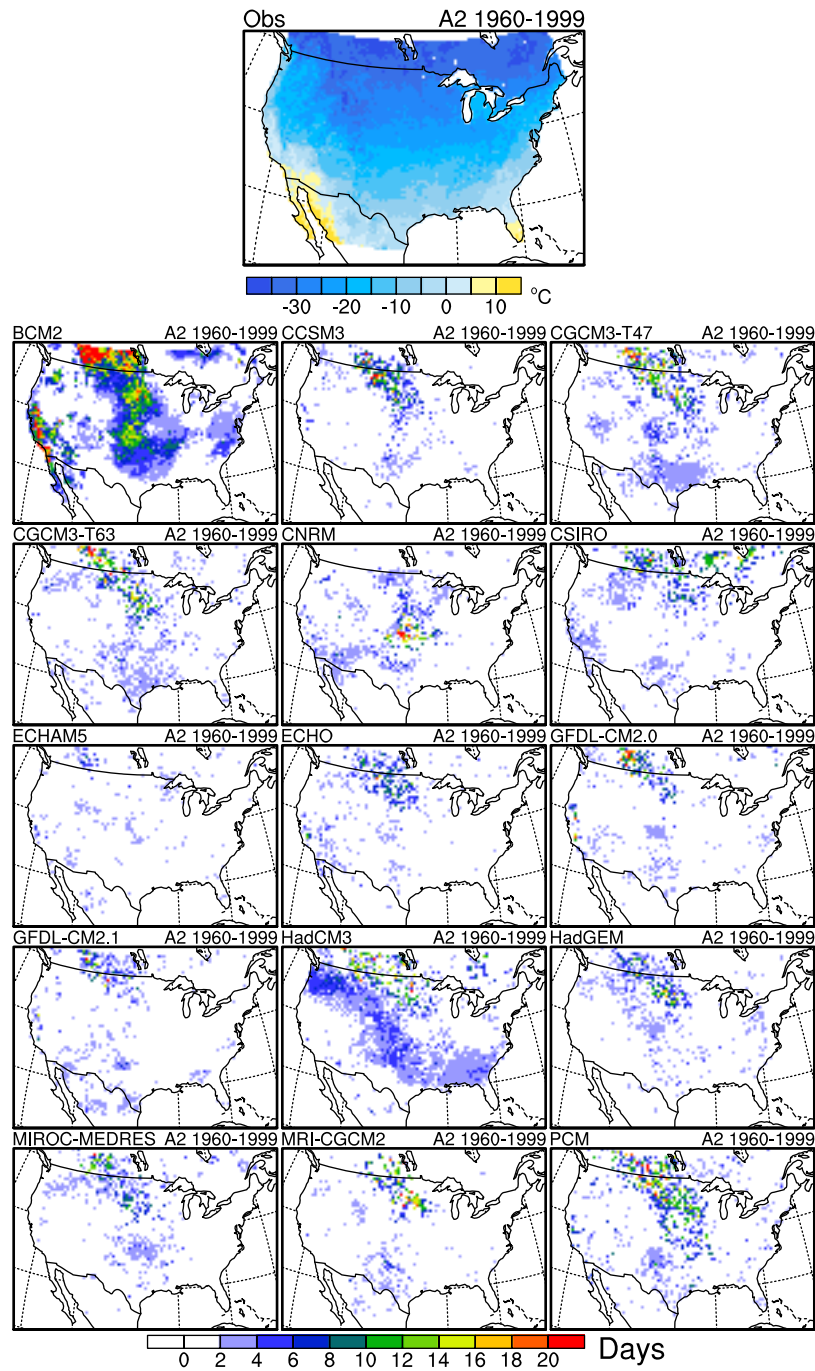 Obs A2 1960-1999
-30 -20 -10 0 10 °C
BCM2 A2 1960-1999 CCSM3 A2 1960-1999 CGCM3-T47 A2 1960-1999
CGCM3-T63 A2 1960-1999 CNRM A2 1960-1999 CSIRO A2 1960-1999
ECHAM5 A2 1960-1999 ECHO A2 1960-1999 GFDL-CM2.0 A2 1960-1999
GFDL-CM2.1 A2 1960-1999 HadCM3 A2 1960-1999 HadGEM A2 1960-1999
MIROC-MEDRES A2 1960-1999 MRI-CGCM2 A2 1960-1999 PCM A2 1960-1999
0 2 4 6 8 10 12 14 16 18 20 Days